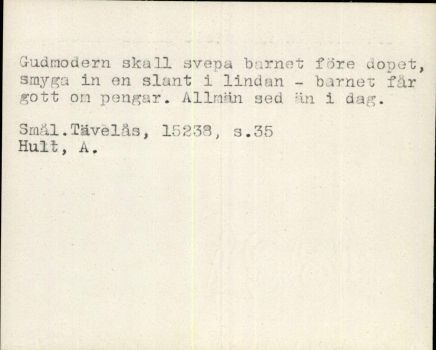 Gudmodern skall svepa barnet före dopet,
smyga in en slant i lindan - barnet får
gott om pengar. Allmän sed än i dag.
Smål.Tävelås, 15238, s.35
Hult, A.